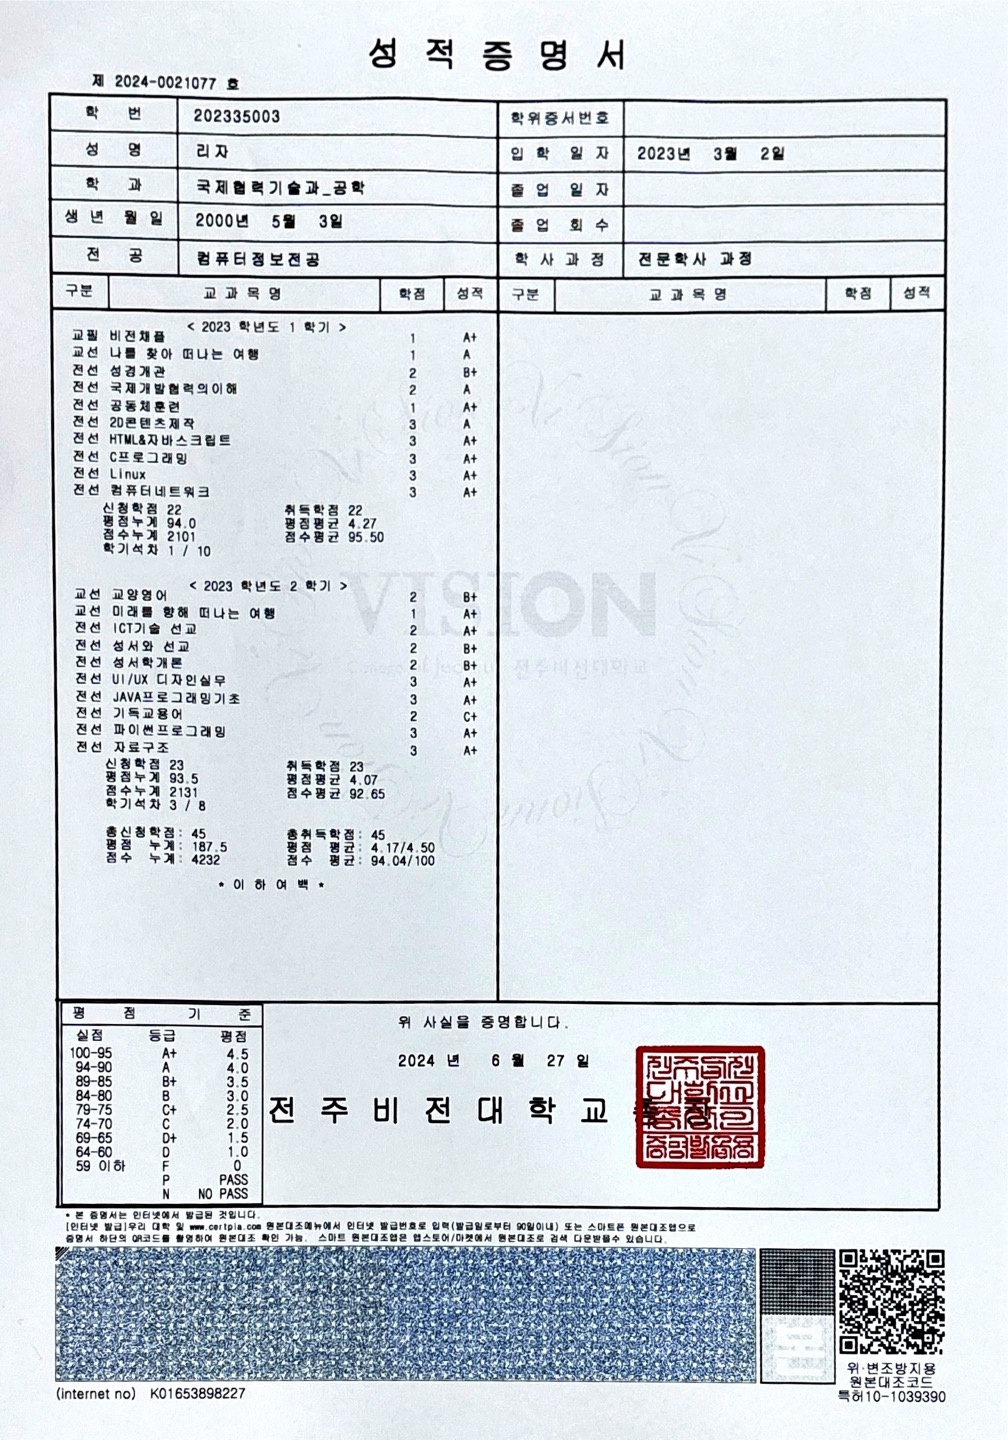 성 적 증 명 서
제 2024-0021077 호
학 번 202335003 학위증서번호
성 명 리자 입 학 일 자 2023년 3월 2일
학 과 국제협력기술과_공학 졸 업 일 자
생 년 월 일 2000년 5월 3일 졸 업 회 수
전 공 컴퓨터정보전공 학 사 과 정 전문학사 과정
구분 교 과 목 명 학점 성적 구분 교 과 목 명 학점 성적
< 2023 학년도 1 학기 >
교필 비전채플 1 A+
교선 나를 찾아 떠나는 여행 1 A
전선 성경개관 2 B+
전선 국제개발협력의이해 2 A
전선 공동체훈련 1 A+
전선 2D콘텐츠제작 3 A
전선 HTML&자바스크립트 3 A+
전선 C프로그래밍 3 A+
전선 Linux 3 A+
전선 컴퓨터네트워크 3 A+
신청학점 22 취득학점 22
평점누계 94.0 평점평균 4.27
점수누계 2101 점수평균 95.50
학기석차 1 / 10
< 2023 학년도 2 학기 >
교선 교양영어 2 B+
교선 미래를 향해 떠나는 여행 1 A+
전선 ICT기술 선교 2 A+
전선 성서와 선교 2 B+
전선 성서학개론 2 B+
전선 UI/UX 디자인실무 3 A+
전선 JAVA프로그래밍기초 3 A+
전선 기독교용어 2 C+
전선 파이썬프로그래밍 3 A+
전선 자료구조 3 A+
신청학점 23 취득학점 23
평점누계 93.5 평점평균 4.07
점수누계 2131 점수평균 92.65
학기석차 3 / 8
총신청학점: 45 총취득학점: 45
평점 누계: 187.5 평점 평균: 4.17/4.50
점수 누계: 4232 점수 평균: 94.04/100
* 이 하 여 백 *
VISION
전주비전대학교
평 점 기 준
실점 등급 평점
100-95 A+ 4.5
94-90 A 4.0
89-85 B+ 3.5
84-80 B 3.0
79-75 C+ 2.5
74-70 C 2.0
69-65 D+ 1.5
64-60 D 1.0
59 이하 F 0
P PASS
N NO PASS
위 사실을 증명합니다.
2024 년 6 월 27 일
전 주 비 전 대 학 교
* 본 증명서는 인터넷에서 발급된 것입니다.
[인터넷 발급]우리 대학 및 www.certpia.com 원본대조메뉴에서 인터넷 발급번호로 입력(발급일로부터 90일이내) 또는 스마트폰 원본대조앱으로
증명서 하단의 QR코드를 촬영하여 원본대조 확인 가능. 스마트 원본대조앱은 앱스토어/마켓에서 원본대조로 검색 다운받을수 있습니다.
위·변조방지용
원본대조코드
특허10-1039390
(internet no) K01653898227